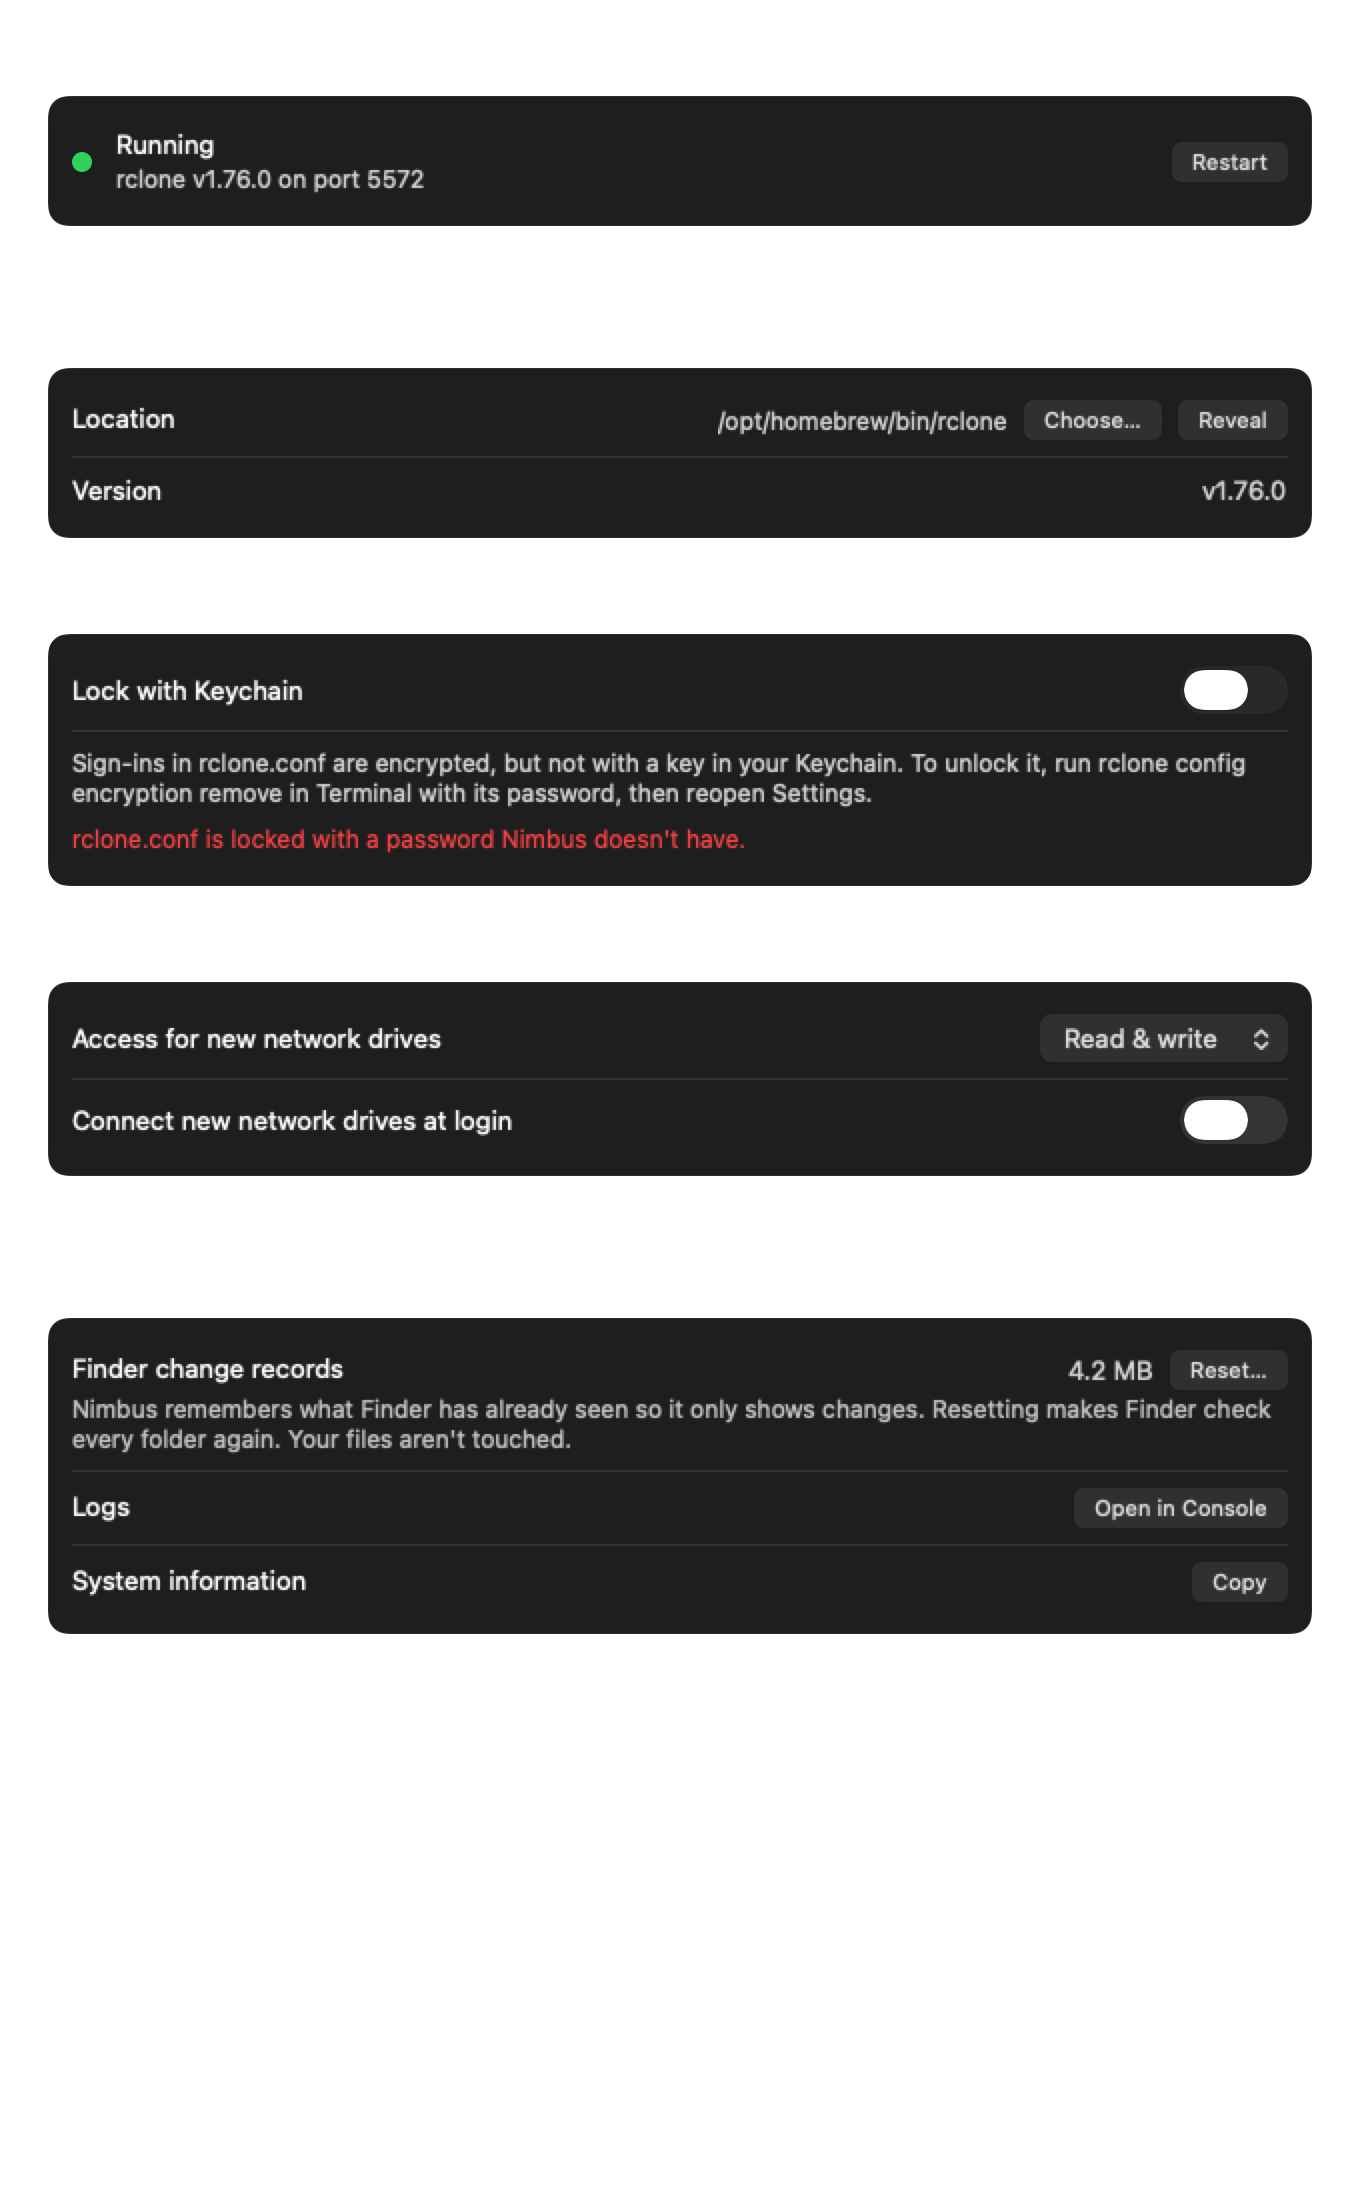 Running
rclone v1.76.0 on port 5572
Restart
Location
/opt/homebrew/bin/rclone
Choose...
Reveal
Version
v1.76.0
Lock with Keychain
Sign-ins in rclone.conf are encrypted, but not with a key in your Keychain. To unlock it, run rclone config
encryption remove in Terminal with its password, then reopen Settings.
rclone.conf is locked with a password Nimbus doesn't have.
Access for new network drives
Read & write
Connect new network drives at login
Finder change records
4.2 MB
Reset...
Nimbus remembers what Finder has already seen so it only shows changes. Resetting makes Finder check
every folder again. Your files aren't touched.
Logs
Open in Console
System information
Copy